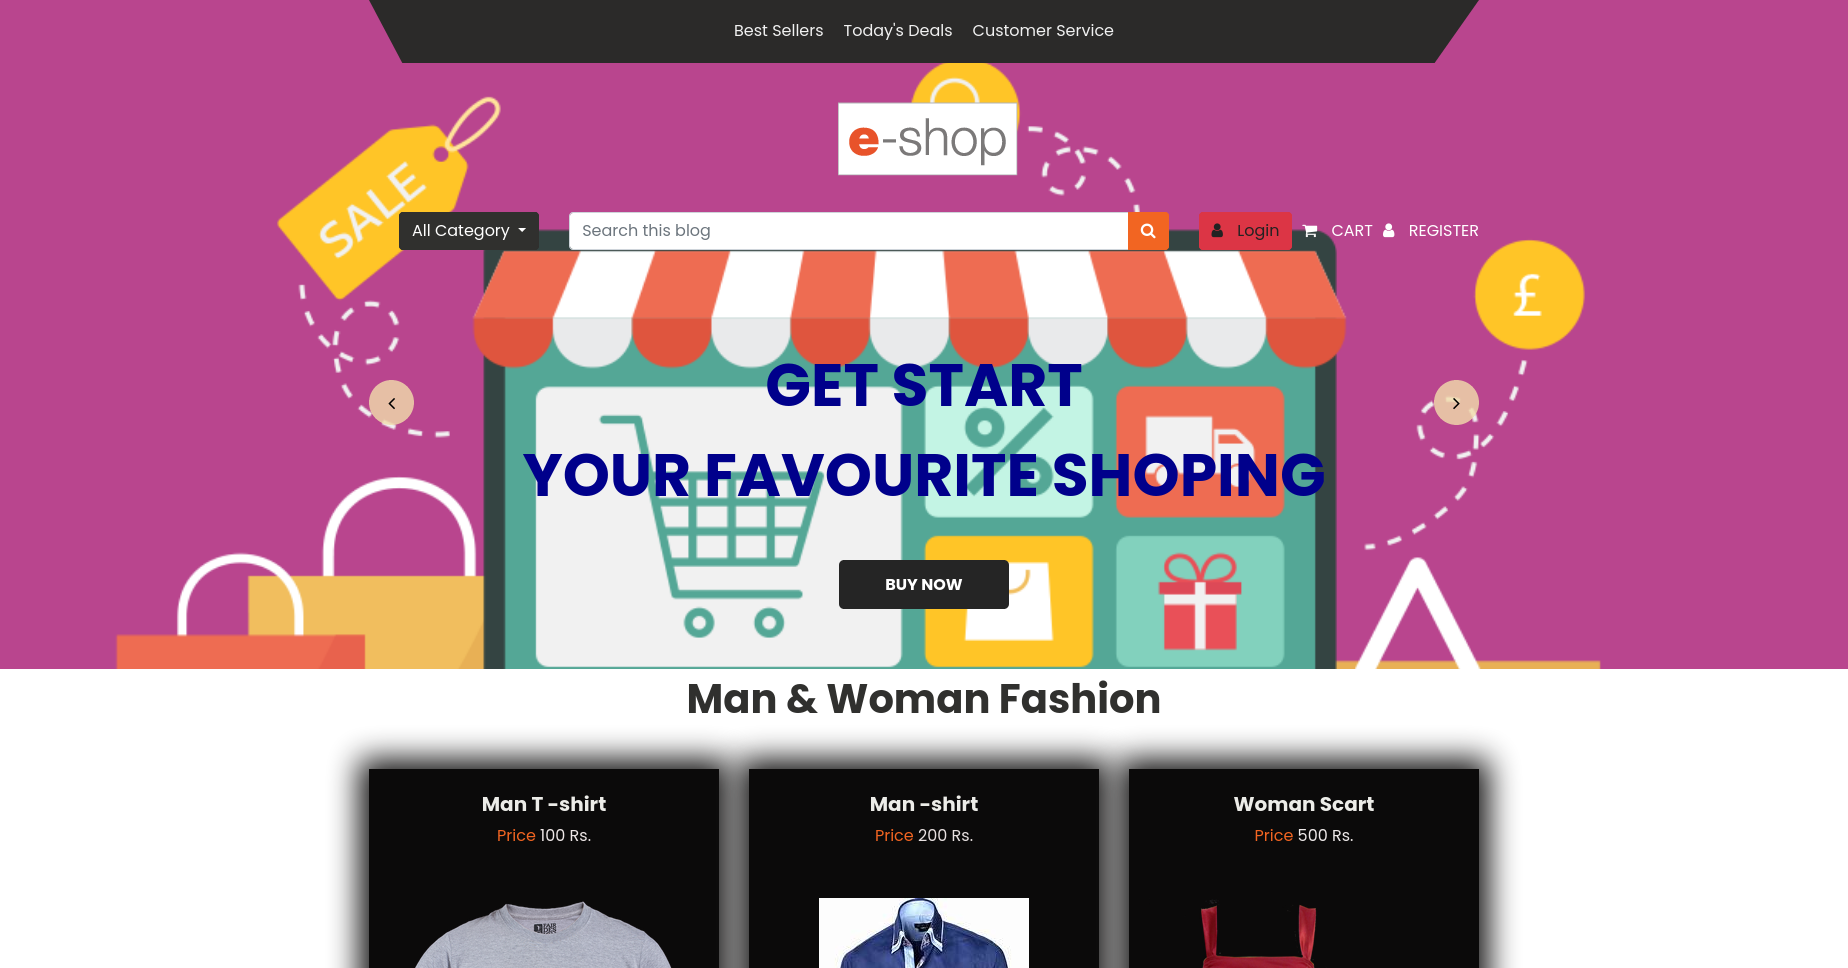 Best Sellers Today's Deals Customer Service
e-shop
SALE
All Category Search this blog Login CART REGISTER
£
GET START
YOUR FAVOURITE SHOPING
BUY NOW
Man & Woman Fashion
Man T -shirt
Price 100 Rs.
Man -shirt
Price 200 Rs.
Woman Scart
Price 500 Rs.